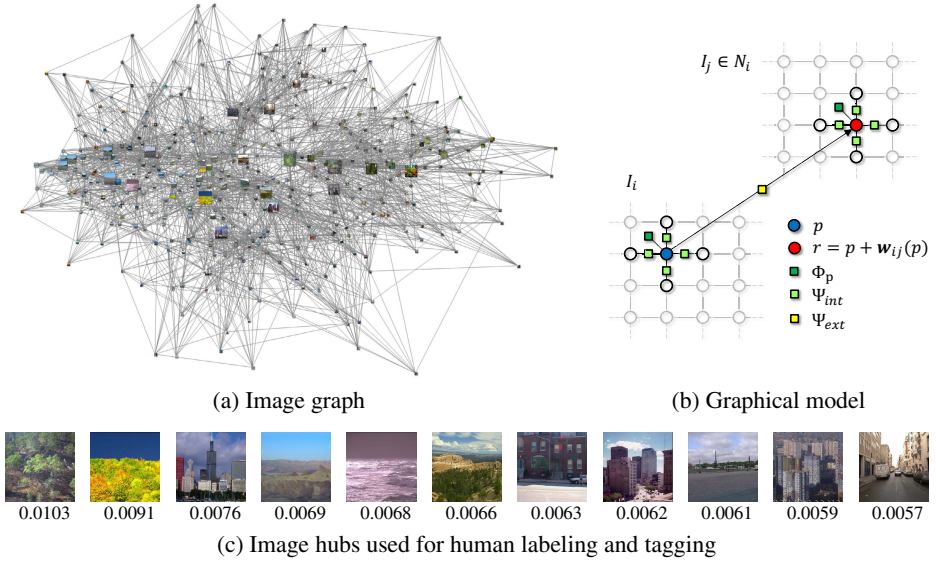 I_j ∈ N_i
I_i
p
r = p + w_ij(p)
Φ_p
Ψ_int
Ψ_ext
(a) Image graph
(b) Graphical model
0.0103 0.0091 0.0076 0.0069 0.0068 0.0066 0.0063 0.0062 0.0061 0.0059 0.0057
(c) Image hubs used for human labeling and tagging